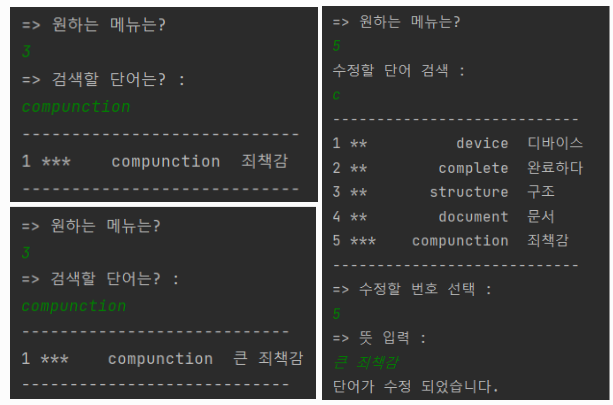 => 원하는 메뉴는?
3
=> 검색할 단어는? :
compunction
-----------------------------
1 ***    compunction  죄책감
-----------------------------
=> 원하는 메뉴는?
3
=> 검색할 단어는? :
compunction
-----------------------------
1 ***    compunction  큰 죄책감
-----------------------------
=> 원하는 메뉴는?
5
수정할 단어 검색 :
c
-----------------------------
1 **          device  디바이스
2 **        complete  완료하다
3 **       structure  구조
4 **        document  문서
5 ***    compunction  죄책감
-----------------------------
=> 수정할 번호 선택 :
5
=> 뜻 입력 :
큰 죄책감
단어가 수정 되었습니다.